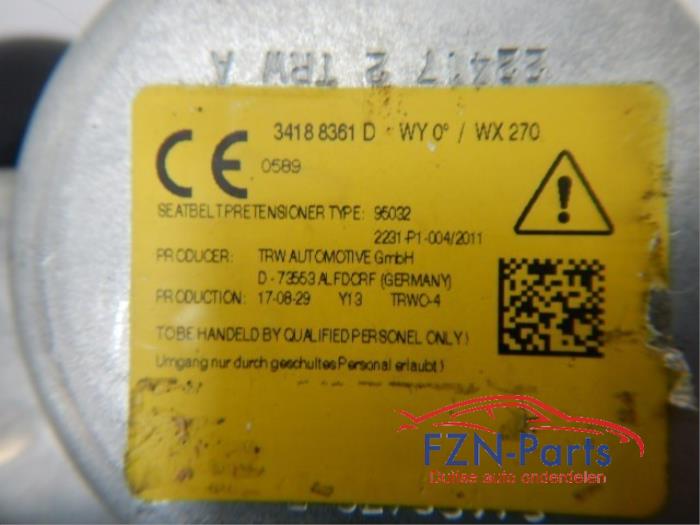 22417 2 TRW A
3418 8361 D WY 0° / WX 270
CE 0589
SEATBELT PRETENSIONER TYPE: 95032
2231-P1-004/2011
PRODUCER: TRW AUTOMOTIVE GmbH
D - 73553 ALFDORF (GERMANY)
PRODUCTION: 17-08-29 Y13 TRWO-4
TO BE HANDELD BY QUALIFIED PERSONEL ONLY !
Umgang nur durch geschultes Personal erlaubt !
FZN-Parts
Duitse auto onderdelen